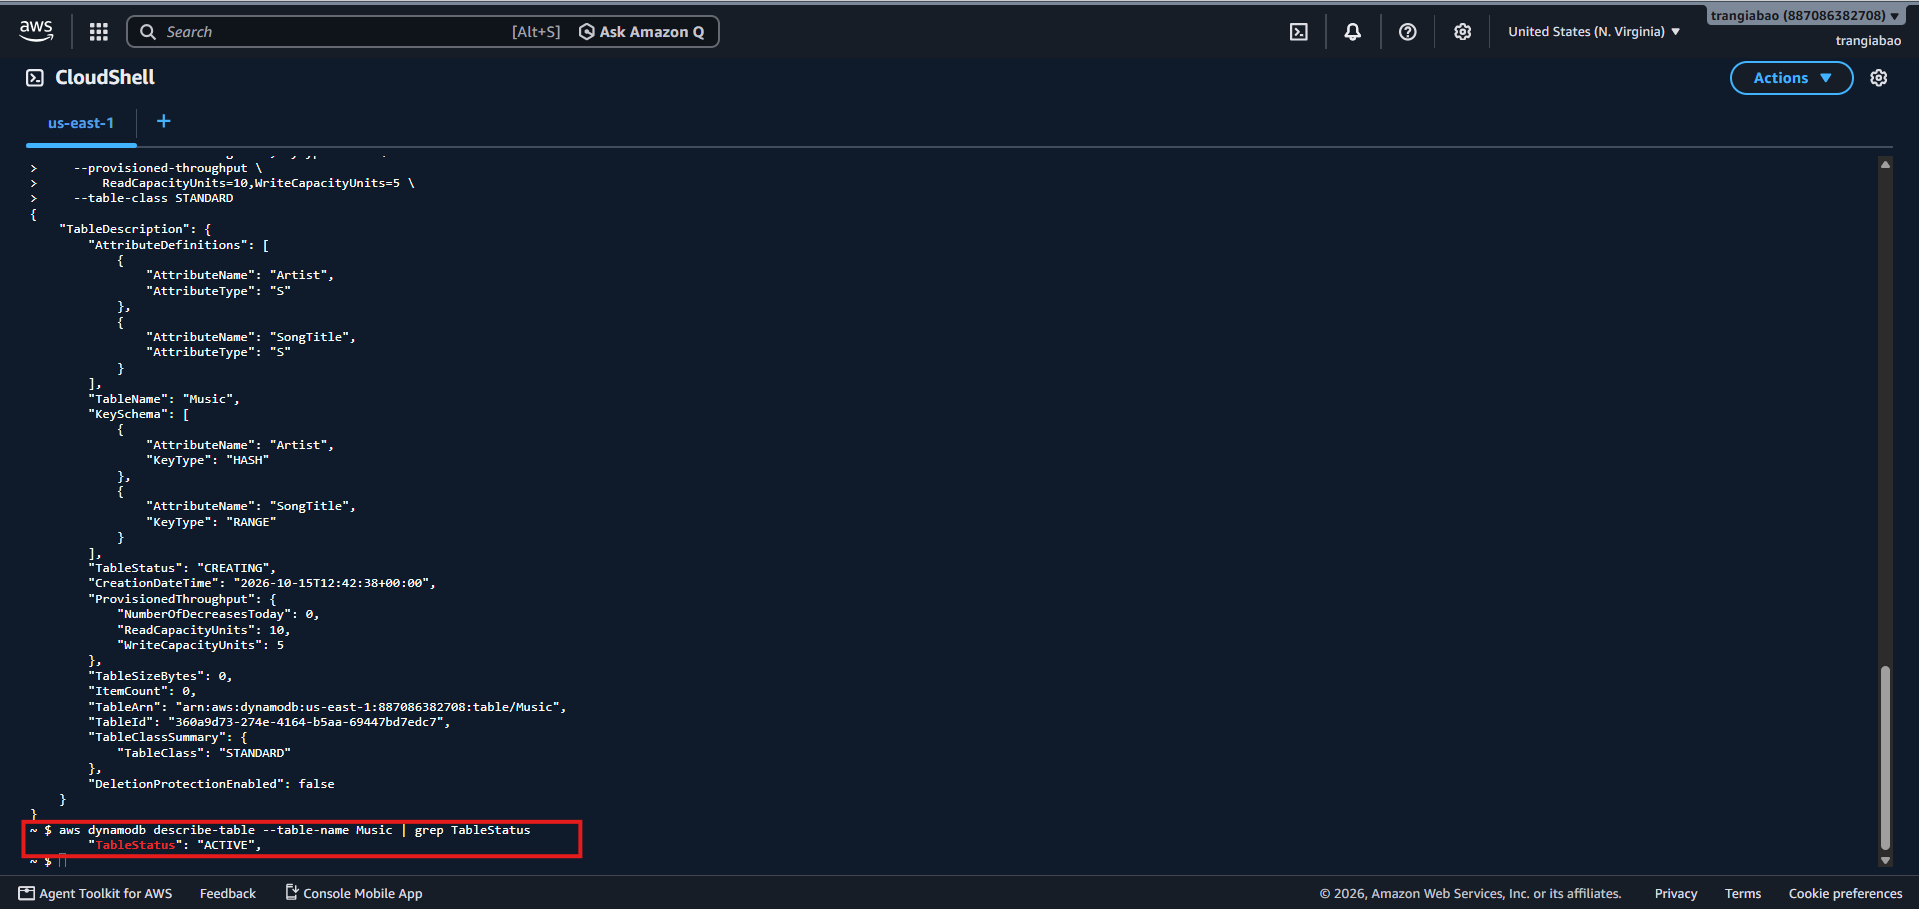 aws
Search [Alt+S] Ask Amazon Q
United States (N. Virginia) ▼
trangiabao (887086382708) ▼
trangiabao
CloudShell
Actions ▼
us-east-1 +
> --provisioned-throughput \
> ReadCapacityUnits=10,WriteCapacityUnits=5 \
> --table-class STANDARD
{
"TableDescription": {
"AttributeDefinitions": [
{
"AttributeName": "Artist",
"AttributeType": "S"
},
{
"AttributeName": "SongTitle",
"AttributeType": "S"
}
],
"TableName": "Music",
"KeySchema": [
{
"AttributeName": "Artist",
"KeyType": "HASH"
},
{
"AttributeName": "SongTitle",
"KeyType": "RANGE"
}
],
"TableStatus": "CREATING",
"CreationDateTime": "2026-10-15T12:42:38+00:00",
"ProvisionedThroughput": {
"NumberOfDecreasesToday": 0,
"ReadCapacityUnits": 10,
"WriteCapacityUnits": 5
},
"TableSizeBytes": 0,
"ItemCount": 0,
"TableArn": "arn:aws:dynamodb:us-east-1:887086382708:table/Music",
"TableId": "360a9d73-274e-4164-b5aa-69447bd7edc7",
"TableClassSummary": {
"TableClass": "STANDARD"
},
"DeletionProtectionEnabled": false
}
}
~ $ aws dynamodb describe-table --table-name Music | grep TableStatus
"TableStatus": "ACTIVE",
~ $
Agent Toolkit for AWS Feedback Console Mobile App © 2026, Amazon Web Services, Inc. or its affiliates. Privacy Terms Cookie preferences